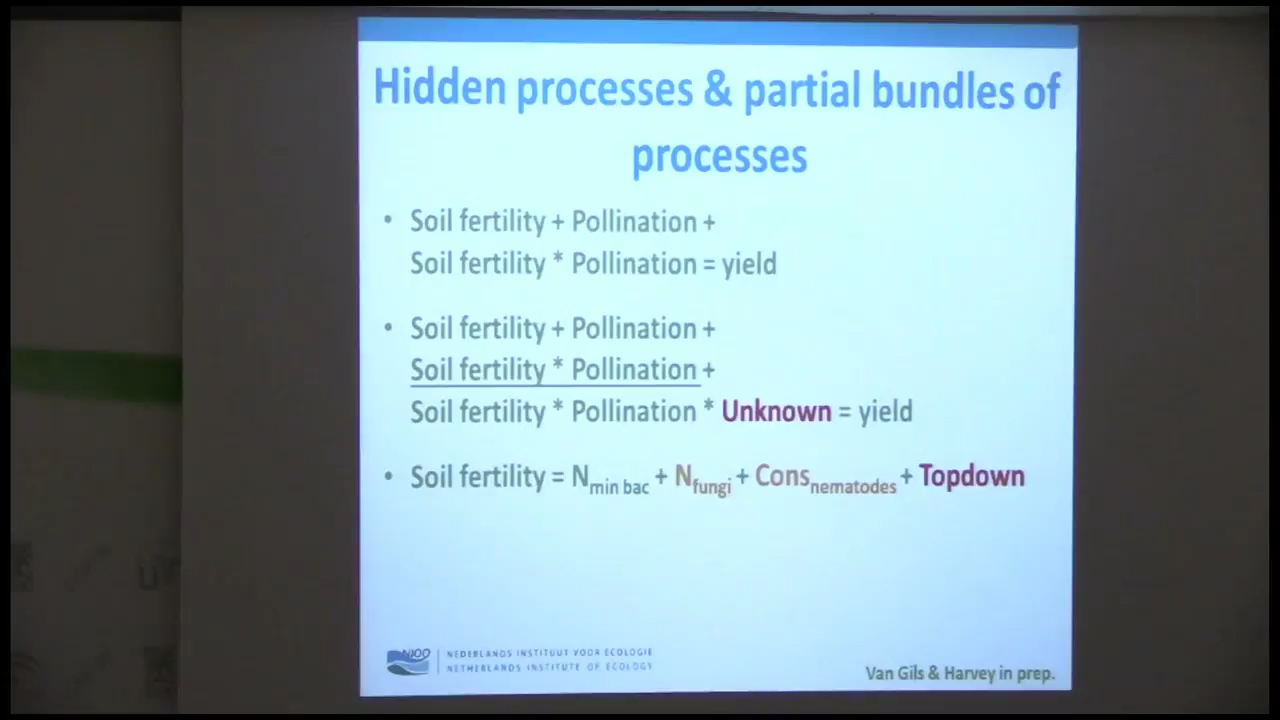 Hidden processes & partial bundles of
processes
• Soil fertility + Pollination +
Soil fertility * Pollination = yield
• Soil fertility + Pollination +
Soil fertility * Pollination +
Soil fertility * Pollination * Unknown = yield
• Soil fertility = Nmin bac + Nfungi + Consnematodes + Topdown
NIOO
NEDERLANDS INSTITUUT VOOR ECOLOGIE
NETHERLANDS INSTITUTE OF ECOLOGY
Van Gils & Harvey in prep.